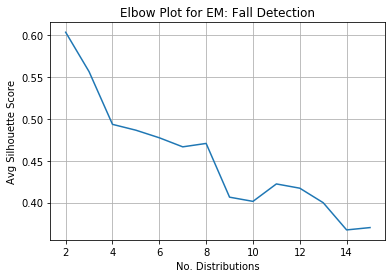 Elbow Plot for EM: Fall Detection
0.60
0.55
0.50
0.45
0.40
Avg Silhouette Score
2 4 6 8 10 12 14
No. Distributions